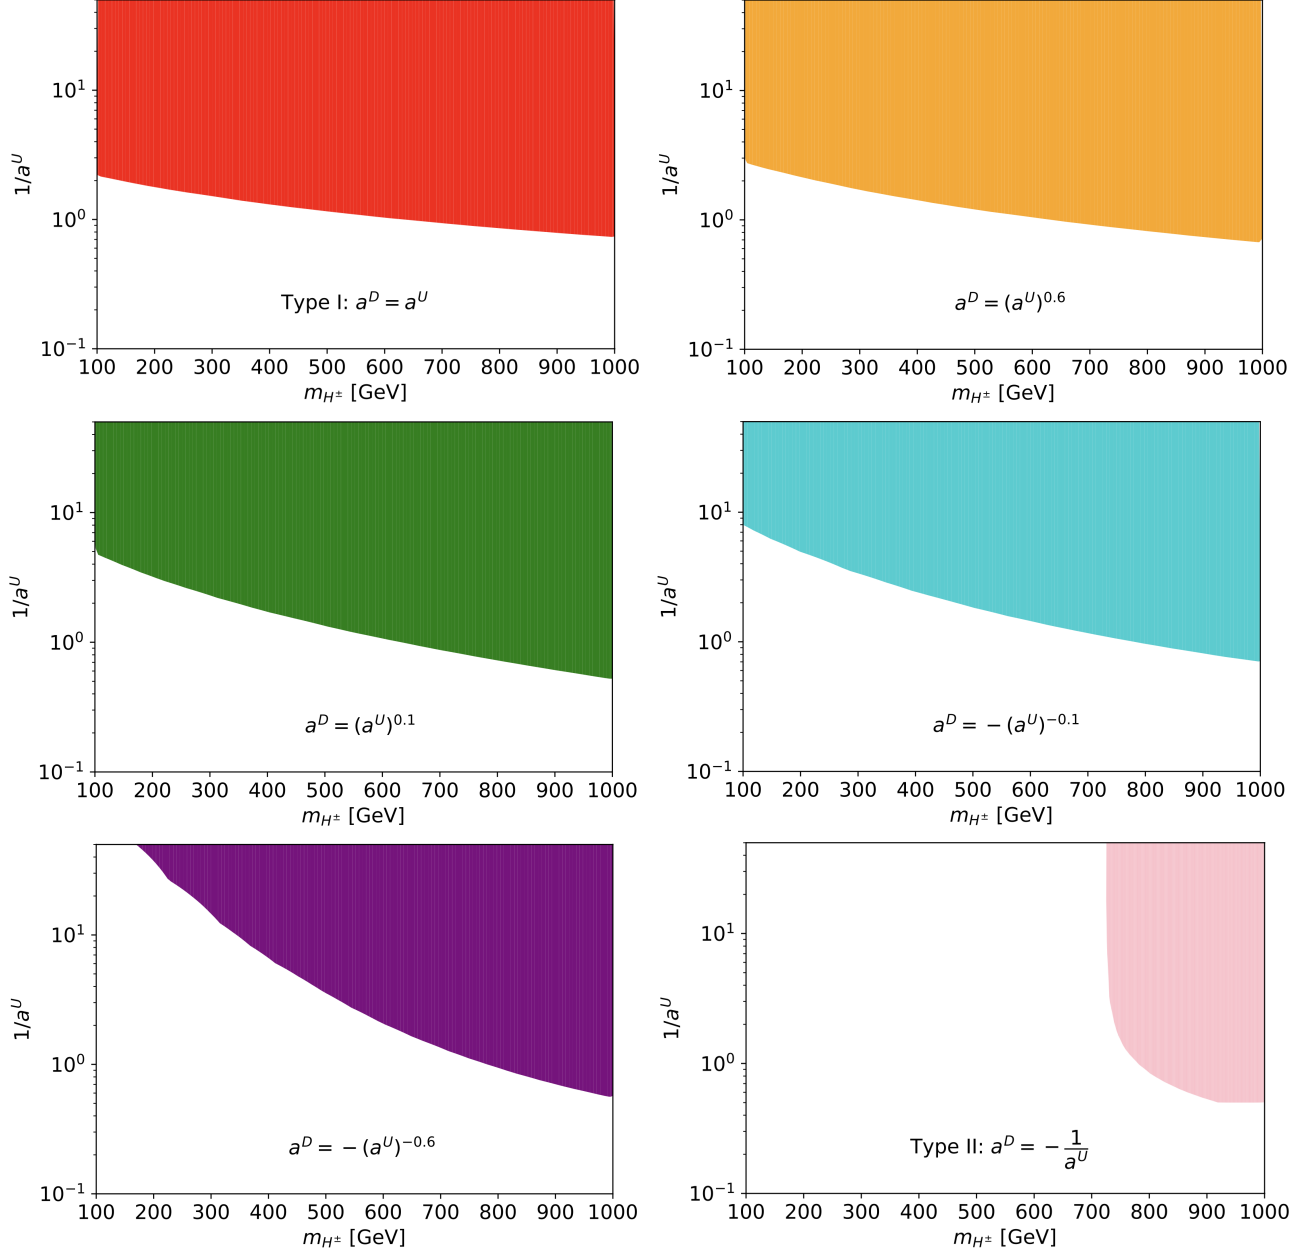 10¹
10⁰
10⁻¹
1/a^U
Type I: a^D = a^U
100 200 300 400 500 600 700 800 900 1000
m_{H^±} [GeV]
10¹
10⁰
10⁻¹
1/a^U
a^D = (a^U)^{0.6}
100 200 300 400 500 600 700 800 900 1000
m_{H^±} [GeV]
10¹
10⁰
10⁻¹
1/a^U
a^D = (a^U)^{0.1}
100 200 300 400 500 600 700 800 900 1000
m_{H^±} [GeV]
10¹
10⁰
10⁻¹
1/a^U
a^D = − (a^U)^{−0.1}
100 200 300 400 500 600 700 800 900 1000
m_{H^±} [GeV]
10¹
10⁰
10⁻¹
1/a^U
a^D = − (a^U)^{−0.6}
100 200 300 400 500 600 700 800 900 1000
m_{H^±} [GeV]
10¹
10⁰
10⁻¹
1/a^U
Type II: a^D = − \frac{1}{a^U}
100 200 300 400 500 600 700 800 900 1000
m_{H^±} [GeV]